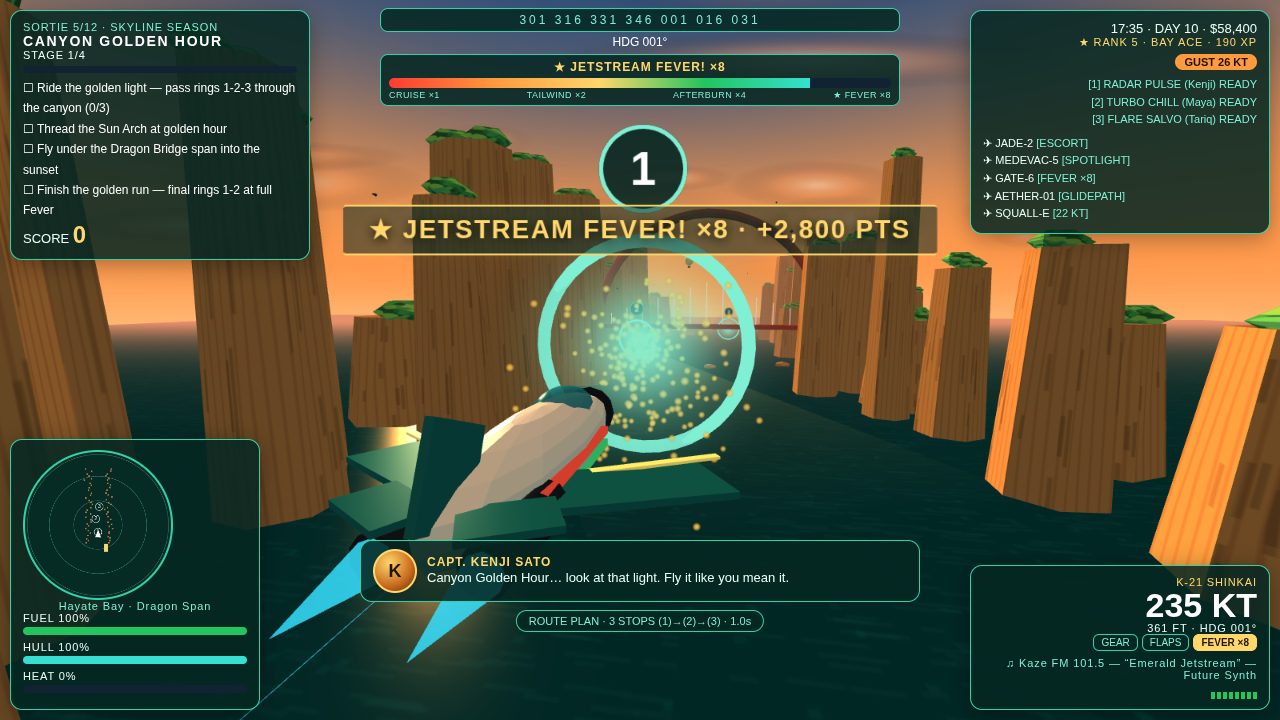 SORTIE 5/12 · SKYLINE SEASON
CANYON GOLDEN HOUR
STAGE 1/4
☐ Ride the golden light — pass rings 1-2-3 through
the canyon (0/3)
☐ Thread the Sun Arch at golden hour
☐ Fly under the Dragon Bridge span into the
sunset
☐ Finish the golden run — final rings 1-2 at full
Fever
SCORE 0
301 316 331 346 001 016 031
HDG 001°
★ JETSTREAM FEVER! ×8
CRUISE ×1 TAILWIND ×2 AFTERBURN ×4 ★ FEVER ×8
17:35 · DAY 10 · $58,400
★ RANK 5 · BAY ACE · 190 XP
GUST 26 KT
[1] RADAR PULSE (Kenji) READY
[2] TURBO CHILL (Maya) READY
[3] FLARE SALVO (Tariq) READY
✈ JADE-2 [ESCORT]
✈ MEDEVAC-5 [SPOTLIGHT]
✈ GATE-6 [FEVER ×8]
✈ AETHER-01 [GLIDEPATH]
✈ SQUALL-E [22 KT]
1
★ JETSTREAM FEVER! ×8 · +2,800 PTS
Hayate Bay · Dragon Span
FUEL 100%
HULL 100%
HEAT 0%
K
CAPT. KENJI SATO
Canyon Golden Hour… look at that light. Fly it like you mean it.
ROUTE PLAN · 3 STOPS (1)→(2)→(3) · 1.0s
K-21 SHINKAI
235 KT
361 FT · HDG 001°
GEAR FLAPS FEVER ×8
♫ Kaze FM 101.5 — “Emerald Jetstream” —
Future Synth